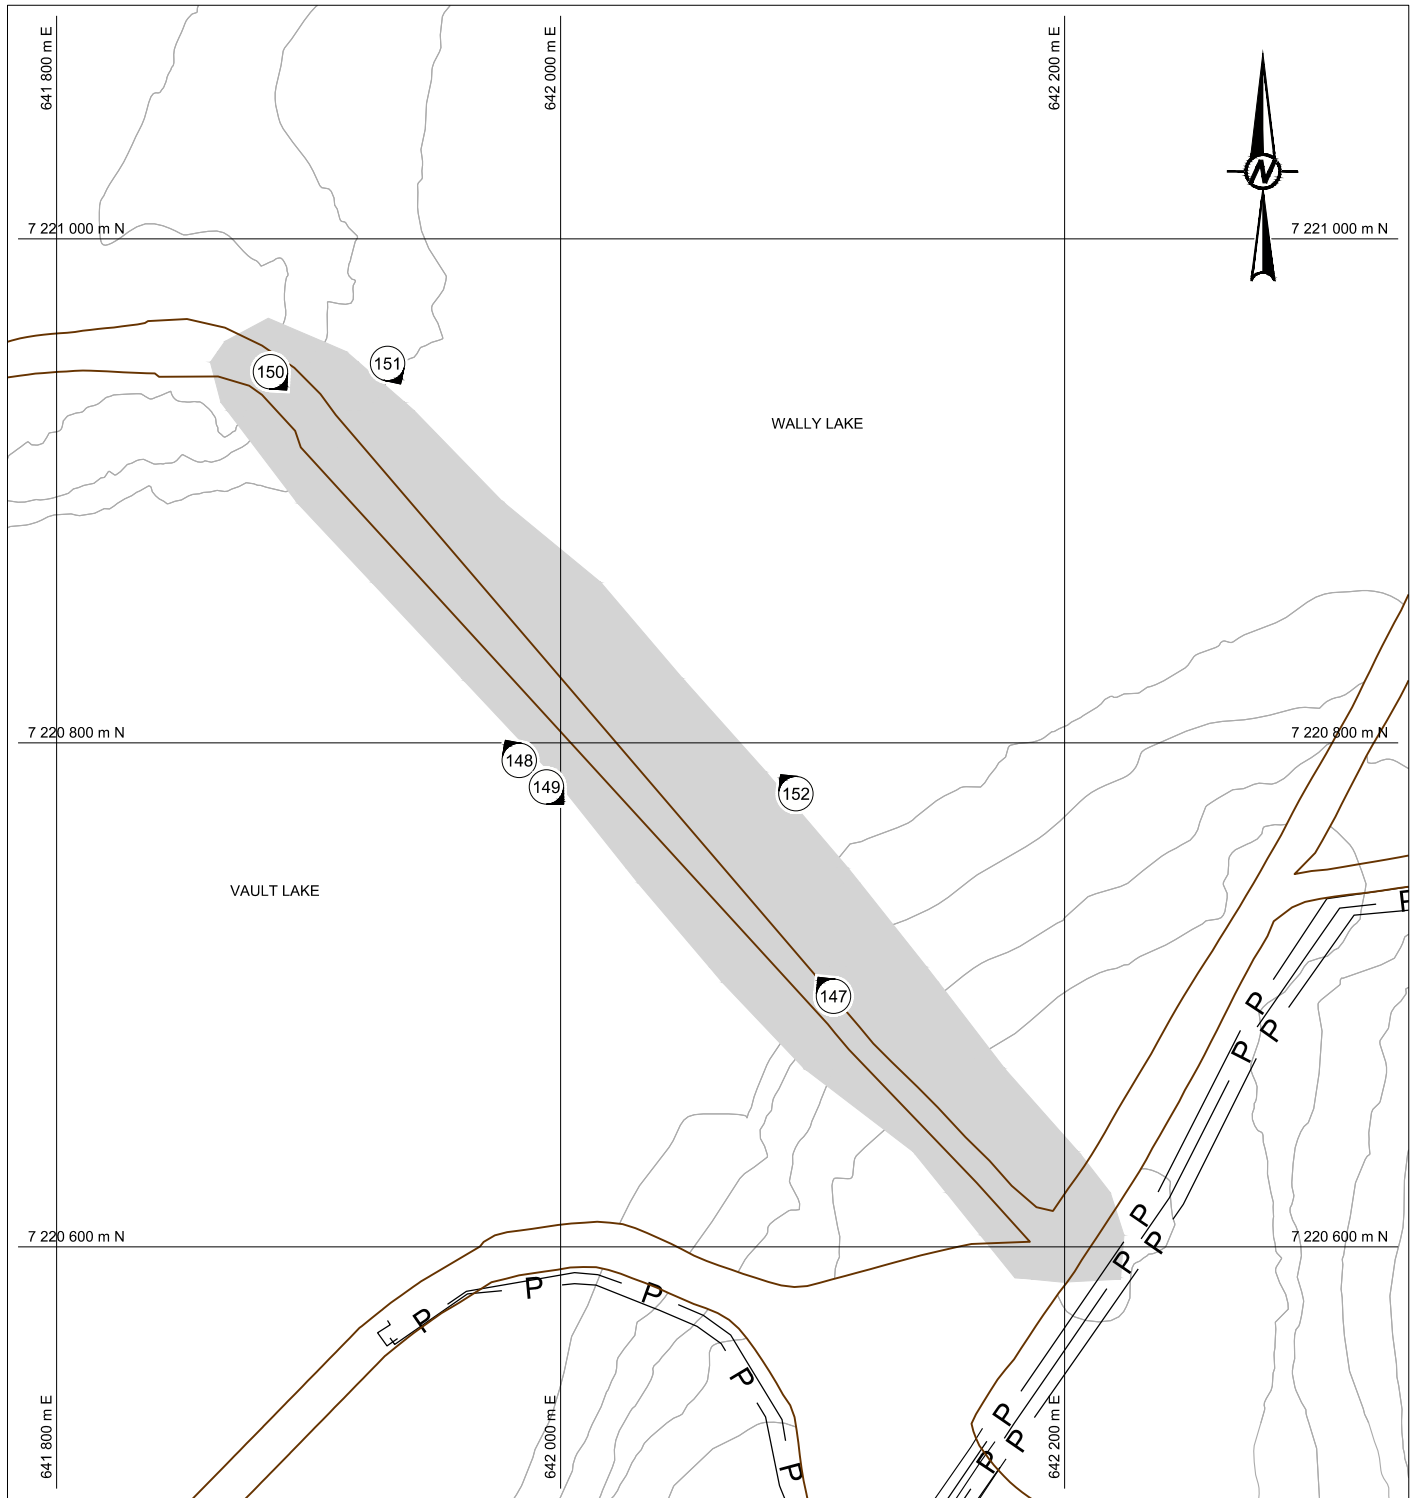 641 800 m E
642 000 m E
642 200 m E
N
7 221 000 m N
7 221 000 m N
151
150
WALLY LAKE
7 220 800 m N
7 220 800 m N
148
149
152
VAULT LAKE
P
147
P
P
P
P
P
7 220 600 m N
7 220 600 m N
P
P
P
P
P
641 800 m E
642 000 m E
642 200 m E
P
P
P
P
P